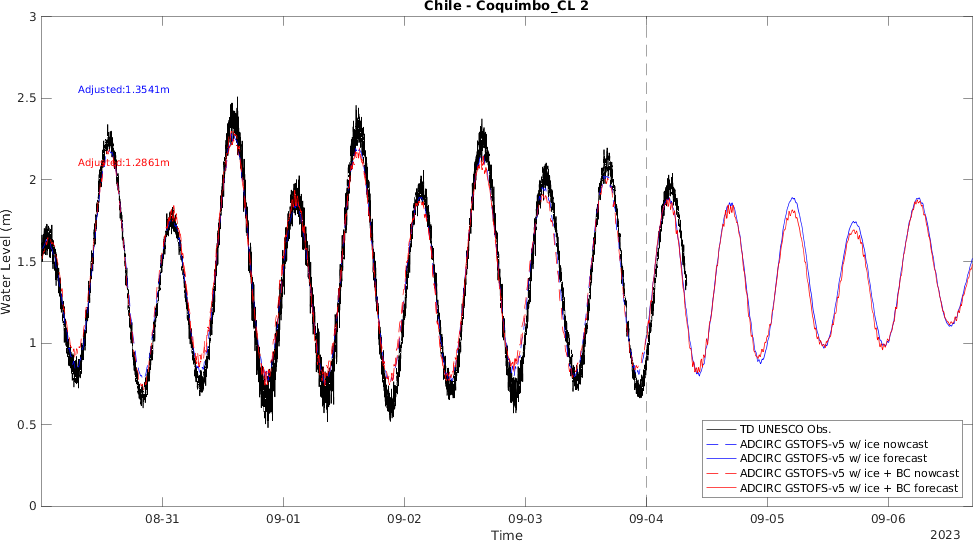 Chile - Coquimbo_CL 2
3
2.5
2
1.5
1
0.5
0
Water Level (m)
Adjusted:1.3541m
Adjusted:1.2861m
TD UNESCO Obs.
ADCIRC GSTOFS-v5 w/ ice nowcast
ADCIRC GSTOFS-v5 w/ ice forecast
ADCIRC GSTOFS-v5 w/ ice + BC nowcast
ADCIRC GSTOFS-v5 w/ ice + BC forecast
08-31 09-01 09-02 09-03 09-04 09-05 09-06
Time
2023